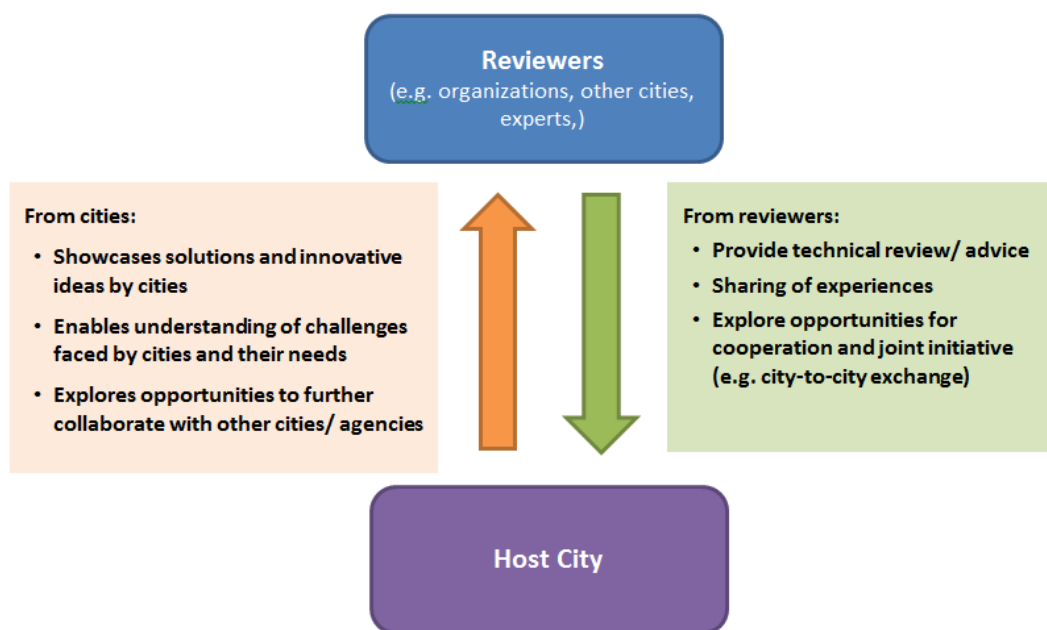 Reviewers
(e.g. organizations, other cities,
experts,)
From cities:
• Showcases solutions and innovative
ideas by cities
• Enables understanding of challenges
faced by cities and their needs
• Explores opportunities to further
collaborate with other cities/ agencies
From reviewers:
• Provide technical review/ advice
• Sharing of experiences
• Explore opportunities for
cooperation and joint initiative
(e.g. city-to-city exchange)
Host City